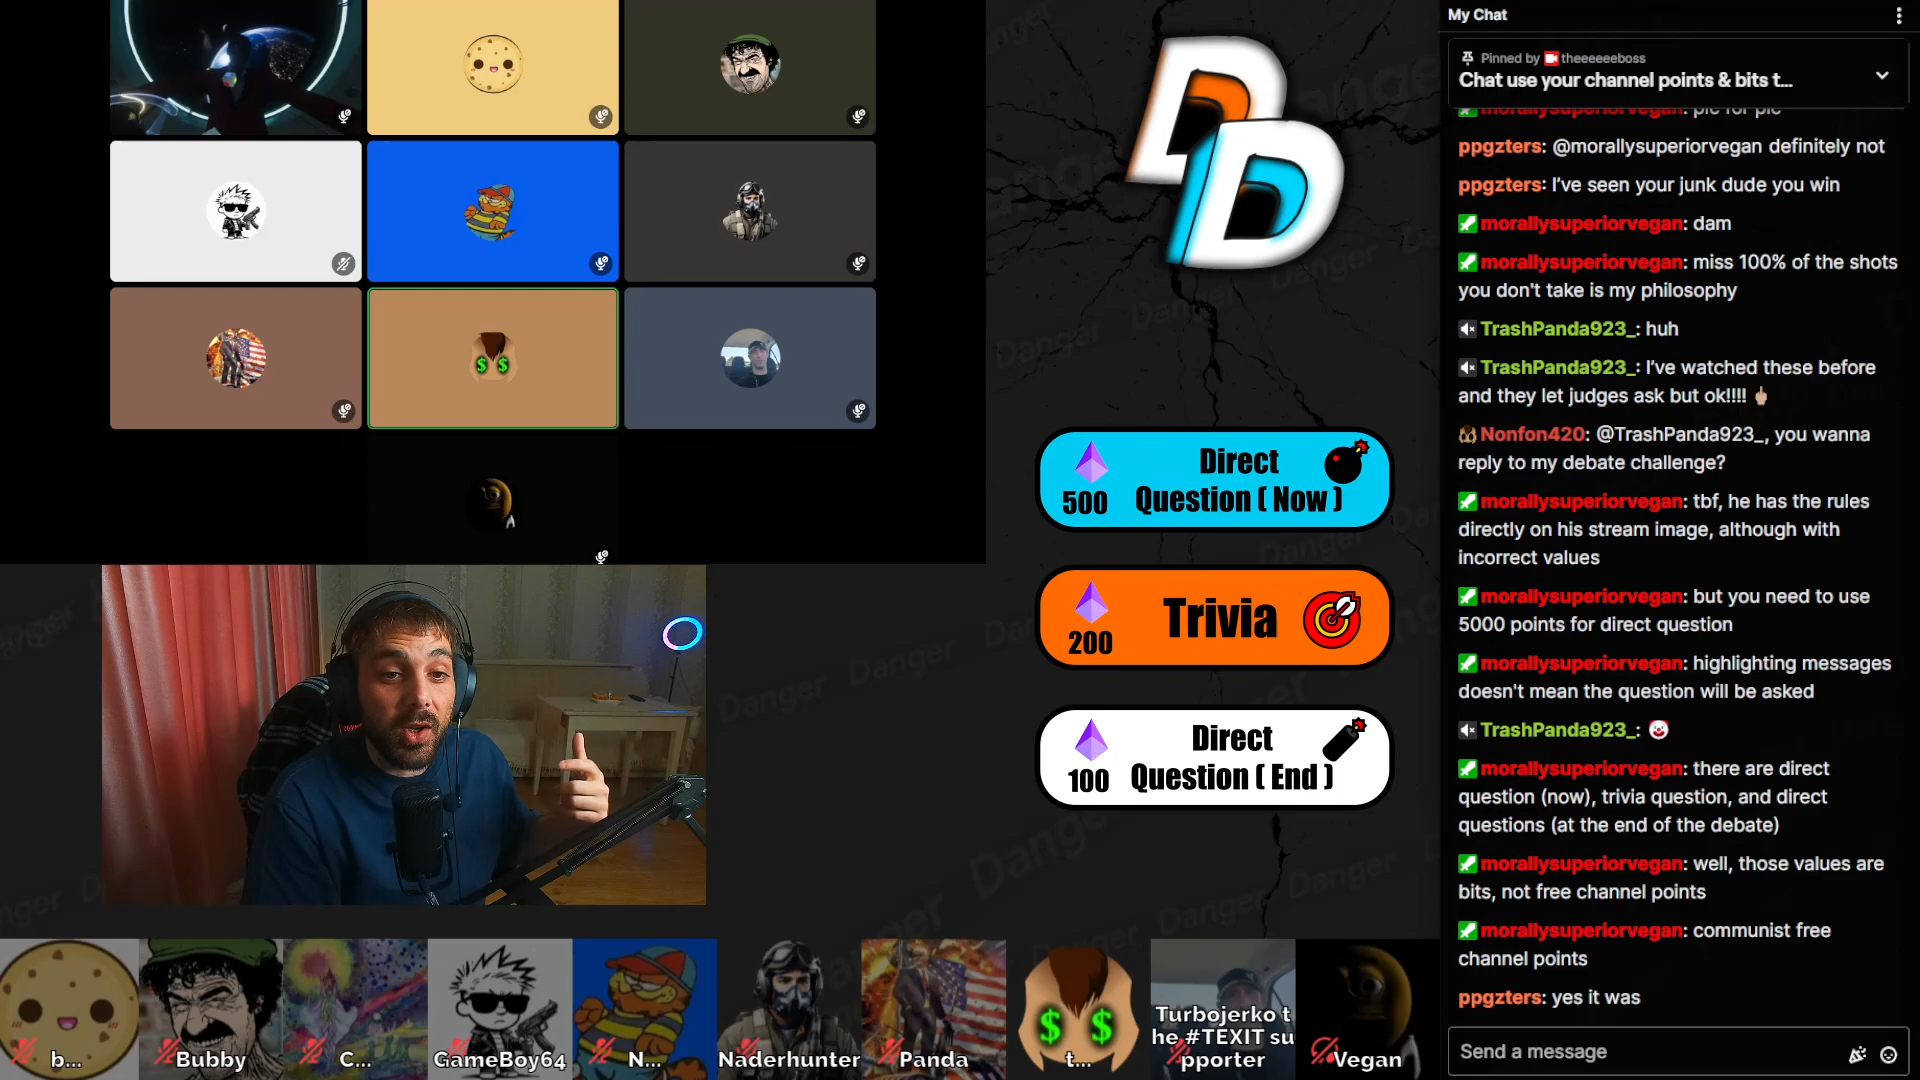 My Chat
Pinned by theeeeeboss
Chat use your channel points & bits t...
ppgzters: @morallysuperiorvegan definitely not
ppgzters: I've seen your junk dude you win
morallysuperiorvegan: dam
morallysuperiorvegan: miss 100% of the shots
you don't take is my philosophy
TrashPanda923_: huh
TrashPanda923_: I've watched these before
and they let judges ask but ok!!!!
Nonfon420: @TrashPanda923_, you wanna
reply to my debate challenge?
morallysuperiorvegan: tbf, he has the rules
directly on his stream image, although with
incorrect values
morallysuperiorvegan: but you need to use
5000 points for direct question
morallysuperiorvegan: highlighting messages
doesn't mean the question will be asked
TrashPanda923_:
morallysuperiorvegan: there are direct
question (now), trivia question, and direct
questions (at the end of the debate)
morallysuperiorvegan: well, those values are
bits, not free channel points
morallysuperiorvegan: communist free
channel points
ppgzters: yes it was
Send a message
DD
500
Direct
Question ( Now )
200
Trivia
100
Direct
Question ( End )
b...
Bubby
C...
GameBoy64
N...
Naderhunter
Panda
t...
Turbojerko t
he #TEXIT su
pporter
Vegan